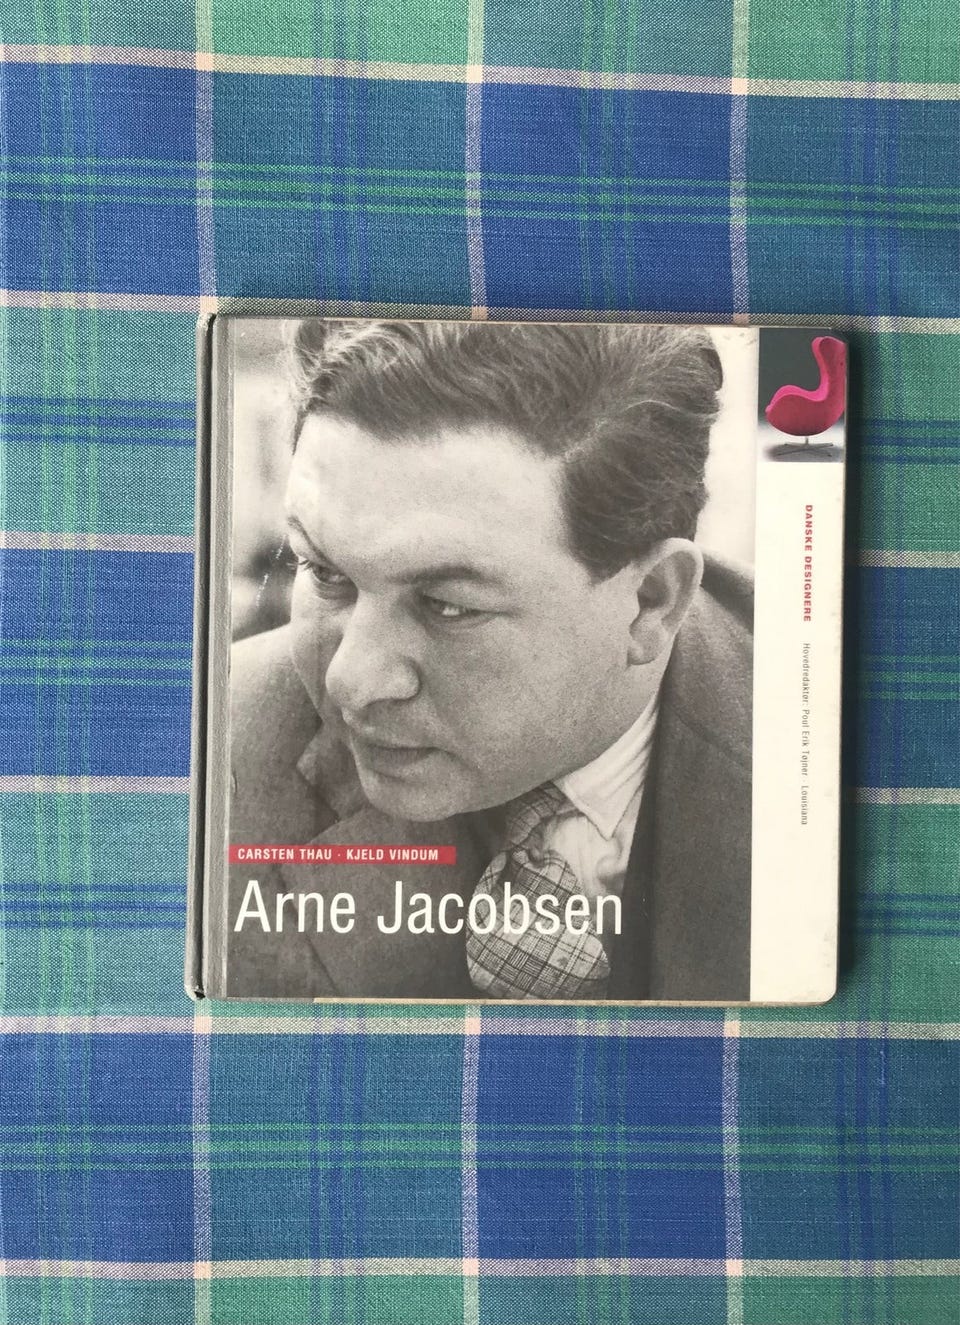 CARSTEN THAU · KJELD VINDUM
Arne Jacobsen
DANSKE DESIGNERE Hovedredaktør: Poul Erik Tøjner · Louisiana